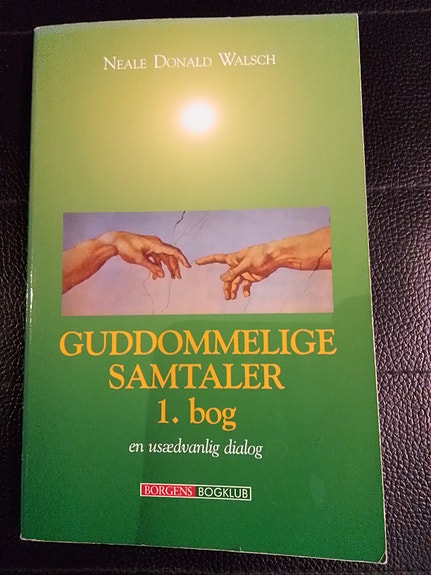 NEALE DONALD WALSCH
GUDDOMMELIGE
SAMTALER
1. bog
en usædvanlig dialog
BORGENS BOGKLUB